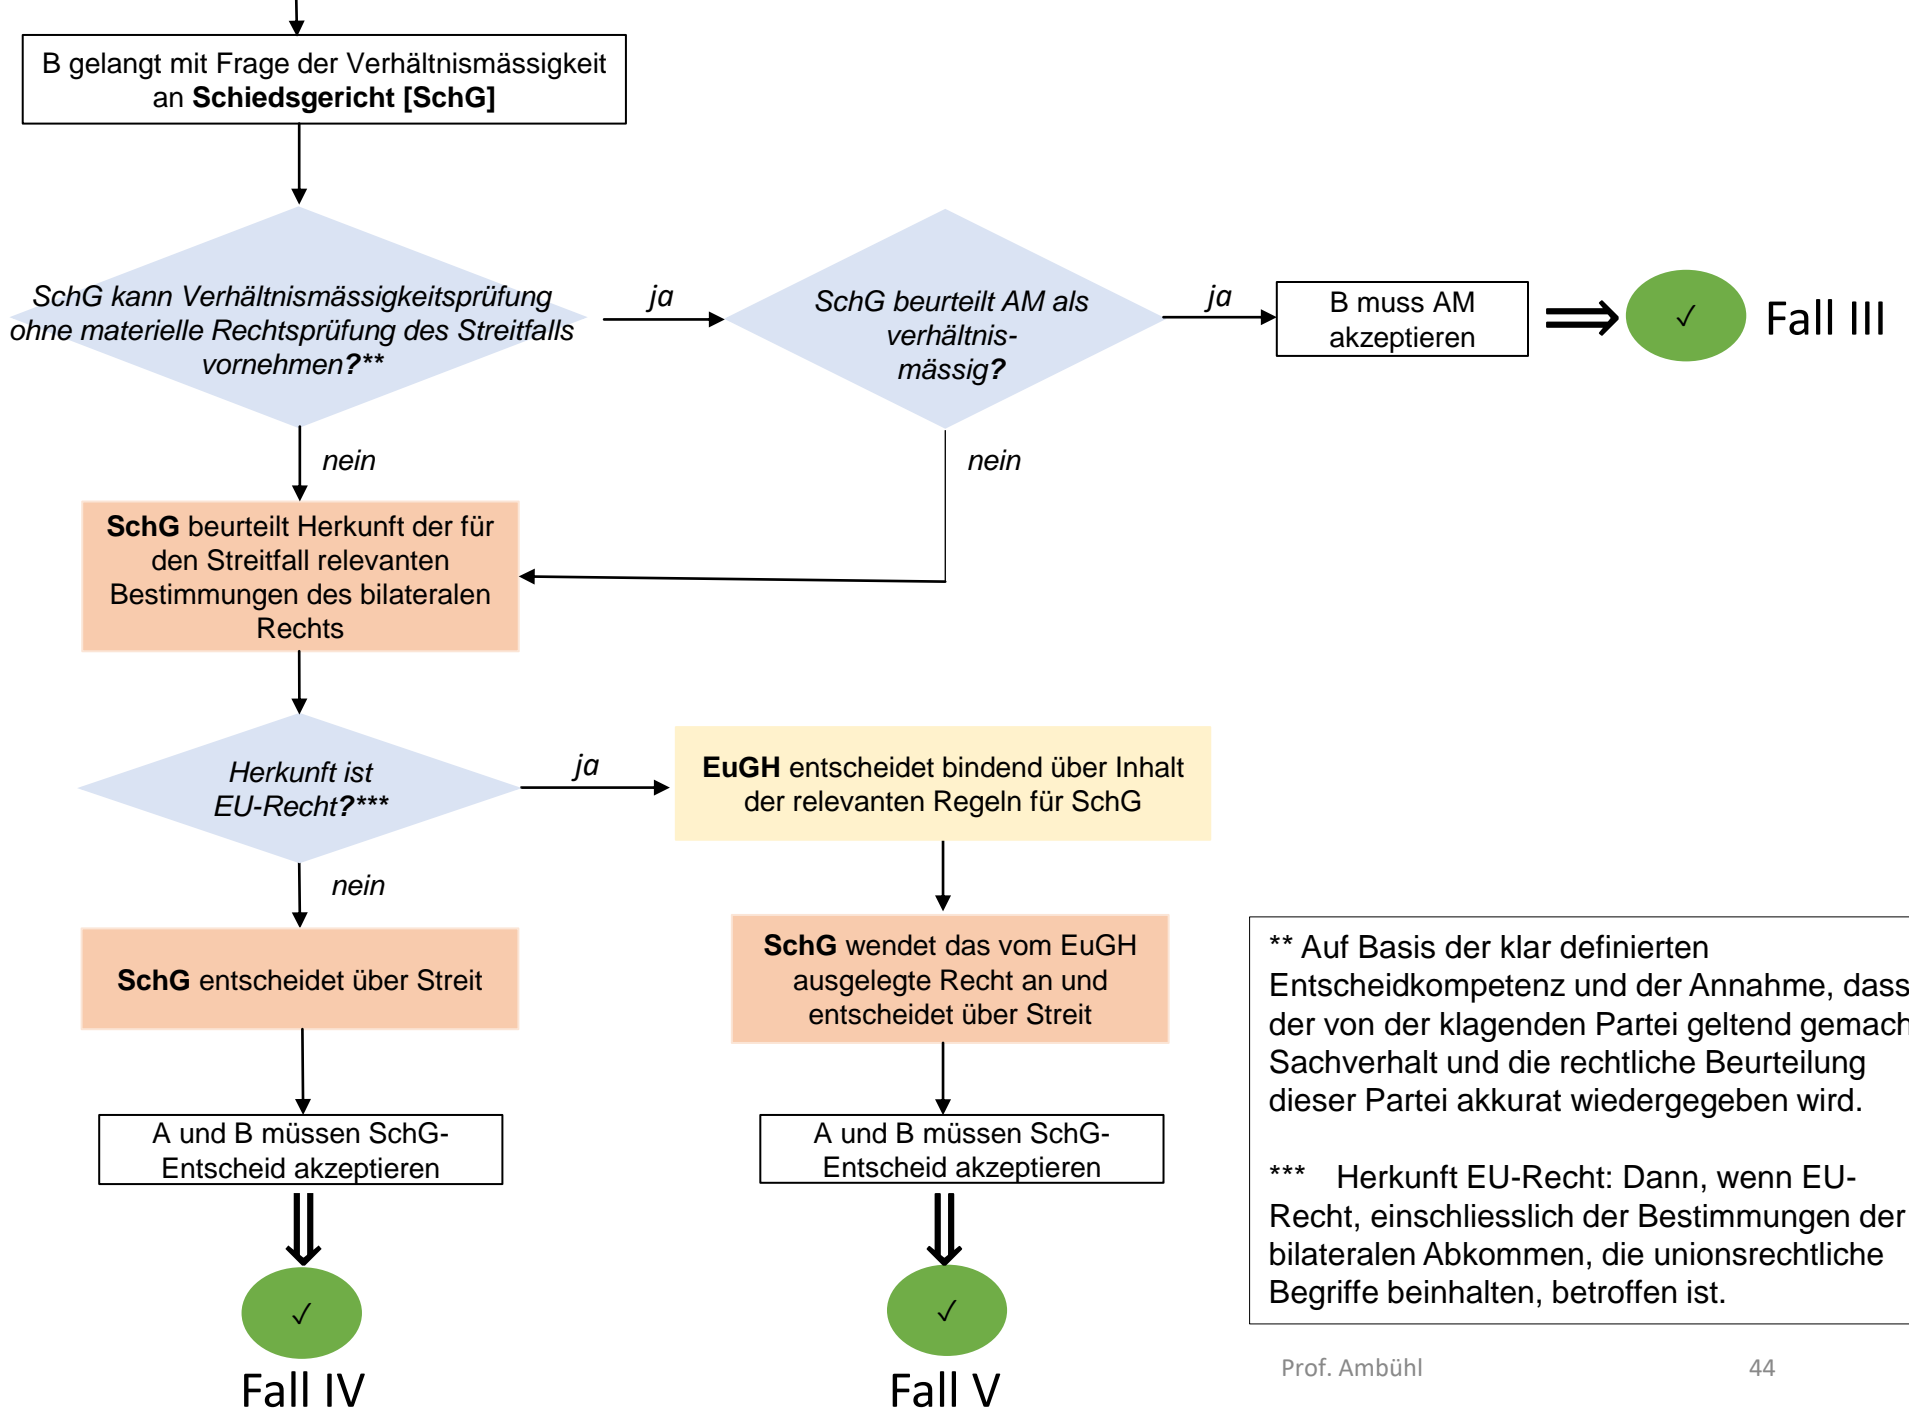 B gelangt mit Frage der Verhältnismässigkeit
an Schiedsgericht [SchG]
SchG kann Verhältnismässigkeitsprüfung
ohne materielle Rechtsprüfung des Streitfalls
vornehmen?**
ja
SchG beurteilt AM als
verhältnis-
mässig?
ja
B muss AM
akzeptieren
✓
Fall III
nein
nein
SchG beurteilt Herkunft der für
den Streitfall relevanten
Bestimmungen des bilateralen
Rechts
Herkunft ist
EU-Recht?***
ja
EuGH entscheidet bindend über Inhalt
der relevanten Regeln für SchG
nein
SchG entscheidet über Streit
SchG wendet das vom EuGH
ausgelegte Recht an und
entscheidet über Streit
A und B müssen SchG-
Entscheid akzeptieren
A und B müssen SchG-
Entscheid akzeptieren
✓
Fall IV
✓
Fall V
** Auf Basis der klar definierten
Entscheidkompetenz und der Annahme, dass
der von der klagenden Partei geltend gemach
Sachverhalt und die rechtliche Beurteilung
dieser Partei akkurat wiedergegeben wird.
*** Herkunft EU-Recht: Dann, wenn EU-
Recht, einschliesslich der Bestimmungen der
bilateralen Abkommen, die unionsrechtliche
Begriffe beinhalten, betroffen ist.
Prof. Ambühl
44